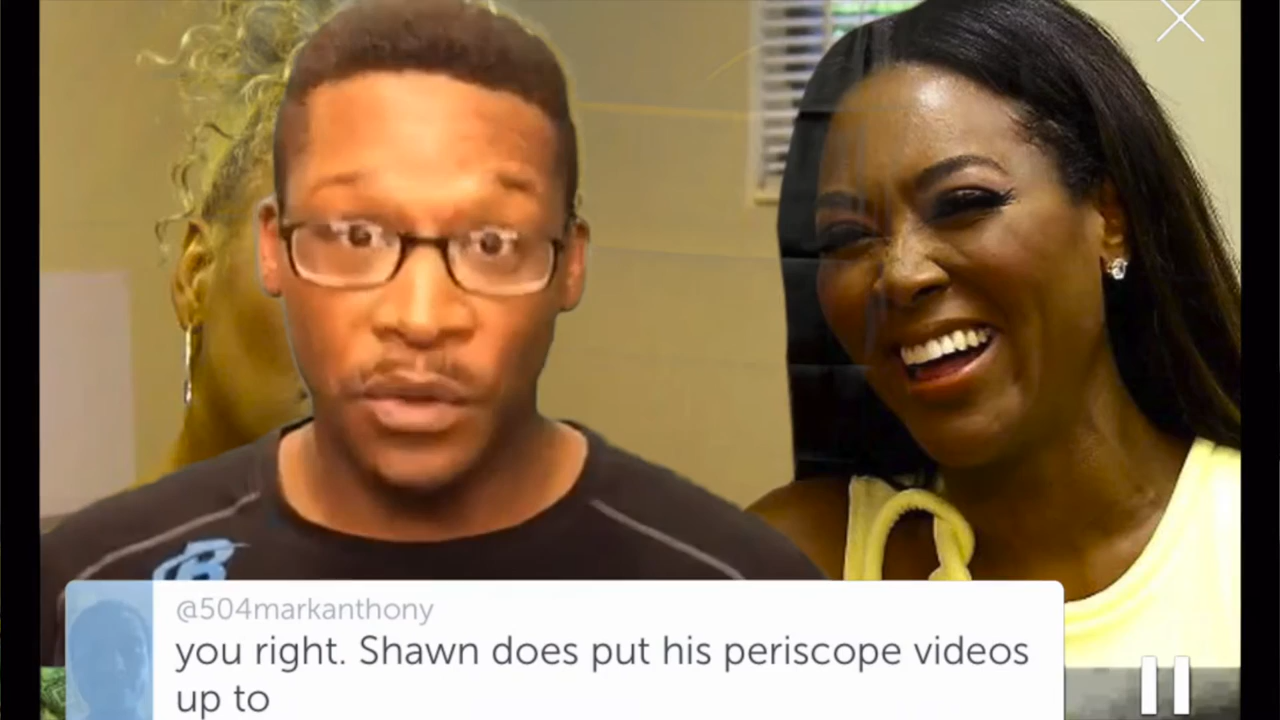 @504markanthony
you right. Shawn does put his periscope videos
up to